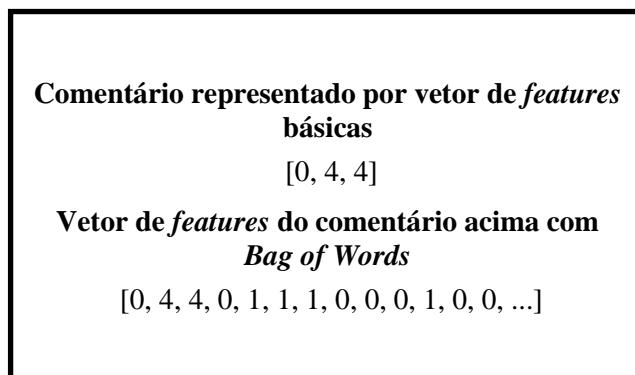 Comentário representado por vetor de features
básicas
[0, 4, 4]
Vetor de features do comentário acima com
Bag of Words
[0, 4, 4, 0, 1, 1, 1, 0, 0, 0, 1, 0, 0, ...]